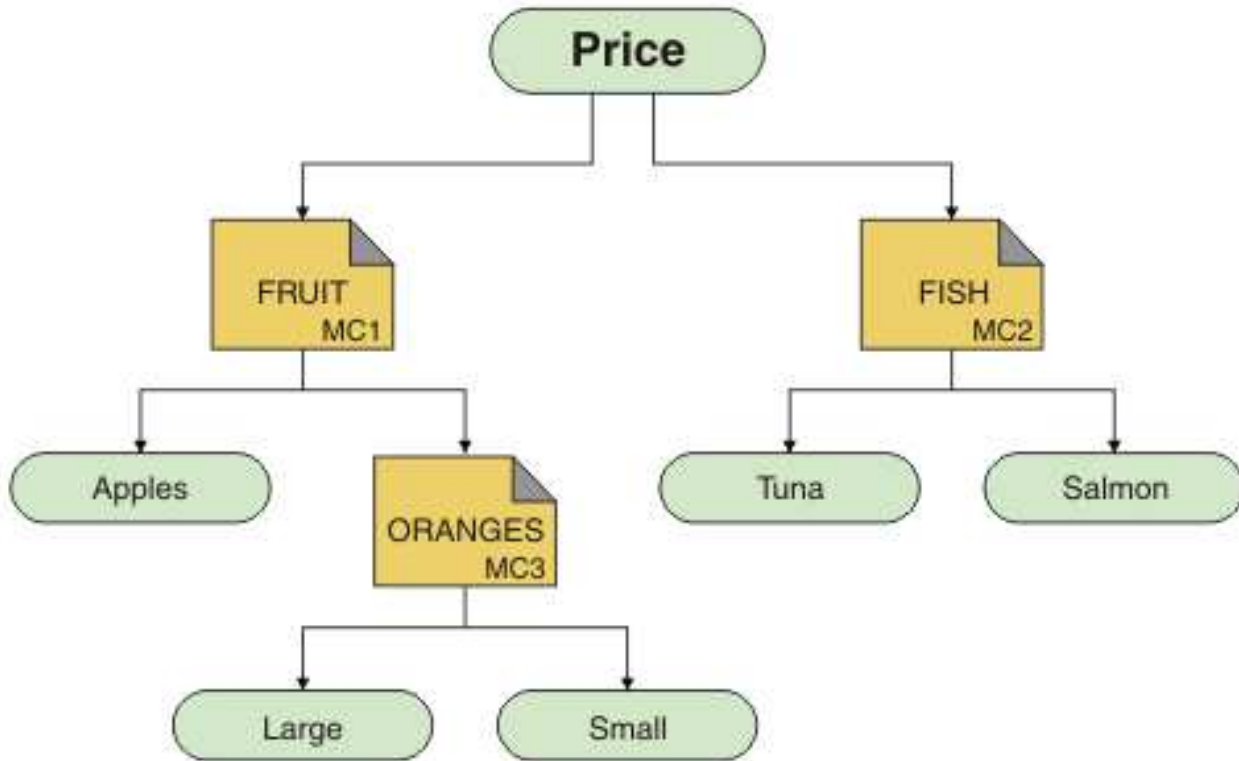 Price
FRUIT
MC1
FISH
MC2
Apples
ORANGES
MC3
Tuna
Salmon
Large
Small